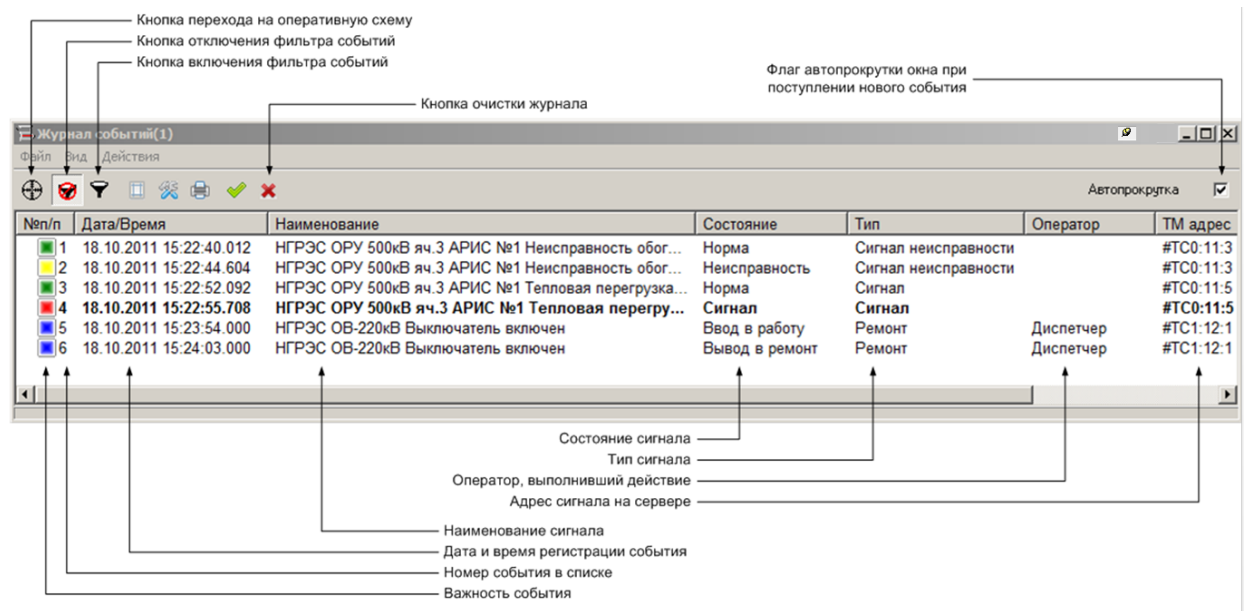 Кнопка перехода на оперативную схему
Кнопка отключения фильтра событий
Кнопка включения фильтра событий
Флаг автопрокрутки окна при
поступлении нового события
Кнопка очистки журнала
Журнал событий(1)
Файл Вид Действия
Автопрокрутка
№п/п Дата/Время Наименование Состояние Тип Оператор ТМ адрес
1 18.10.2011 15:22:40.012 НГРЭС ОРУ 500кВ яч.3 АРИС №1 Неисправность обог... Норма Сигнал неисправности #ТС0:11:3
2 18.10.2011 15:22:44.604 НГРЭС ОРУ 500кВ яч.3 АРИС №1 Неисправность обог... Неисправность Сигнал неисправности #ТС0:11:3
3 18.10.2011 15:22:52.092 НГРЭС ОРУ 500кВ яч.3 АРИС №1 Тепловая перегрузка... Норма Сигнал #ТС0:11:5
4 18.10.2011 15:22:55.708 НГРЭС ОРУ 500кВ яч.3 АРИС №1 Тепловая перегру... Сигнал Сигнал #ТС0:11:5
5 18.10.2011 15:23:54.000 НГРЭС ОВ-220кВ Выключатель включен Ввод в работу Ремонт Диспетчер #ТС1:12:1
6 18.10.2011 15:24:03.000 НГРЭС ОВ-220кВ Выключатель включен Вывод в ремонт Ремонт Диспетчер #ТС1:12:1
Состояние сигнала
Тип сигнала
Оператор, выполнивший действие
Адрес сигнала на сервере
Наименование сигнала
Дата и время регистрации события
Номер события в списке
Важность события